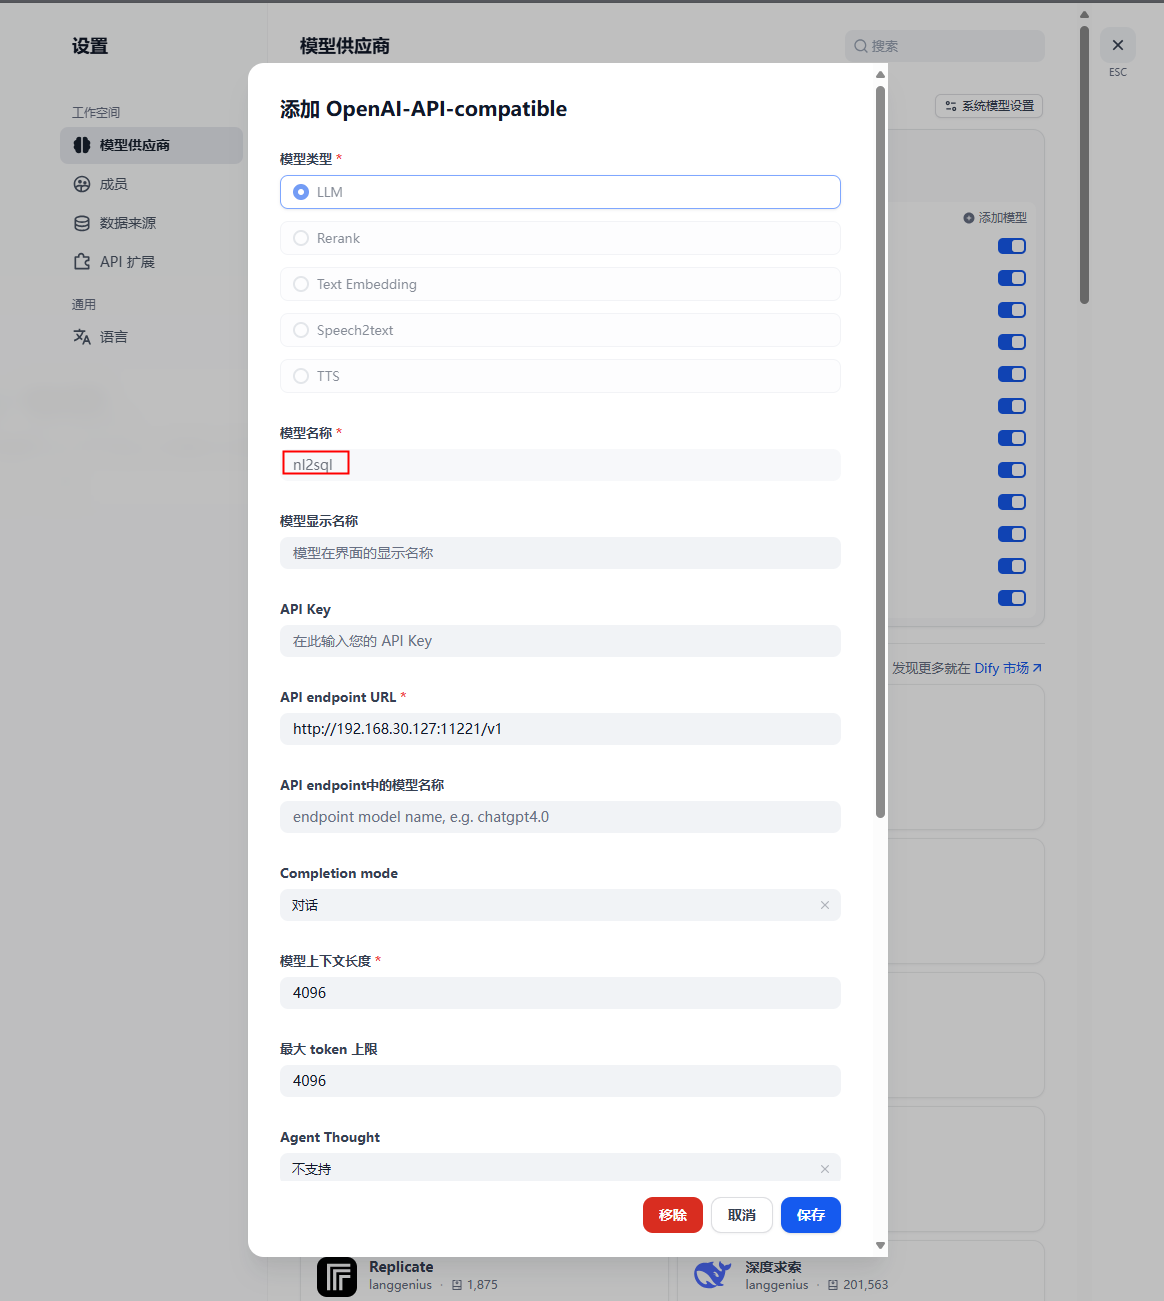 设置
模型供应商
搜索
ESC
工作空间
系统模型设置
模型供应商
成员
数据来源
API 扩展
通用
语言
添加模型
发现更多就在 Dify 市场
添加 OpenAI-API-compatible
模型类型 *
LLM
Rerank
Text Embedding
Speech2text
TTS
模型名称 *
nl2sql
模型显示名称
模型在界面的显示名称
API Key
在此输入您的 API Key
API endpoint URL *
http://192.168.30.127:11221/v1
API endpoint中的模型名称
endpoint model name, e.g. chatgpt4.0
Completion mode
对话
模型上下文长度 *
4096
最大 token 上限
4096
Agent Thought
不支持
移除
取消
保存
Replicate
langgenius · 1,875
深度求索
langgenius · 201,563